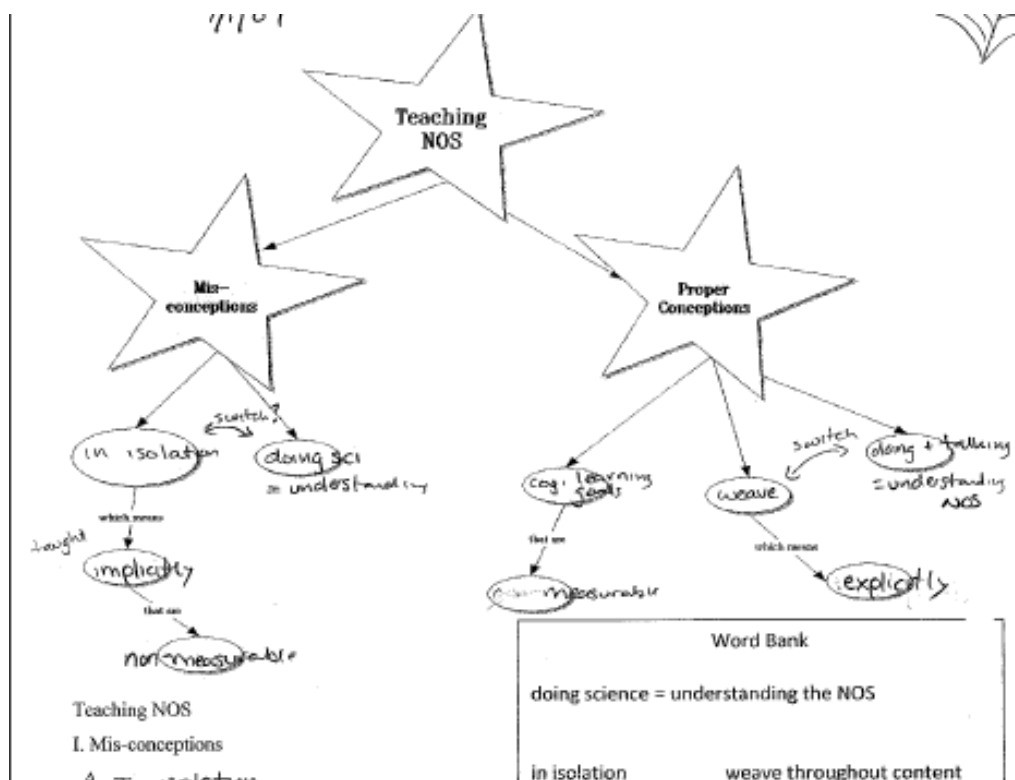 Teaching
NOS
Mis-
conceptions
Proper
Conceptions
switch?
in isolation
doing sci
= understanding
which means
taught
implicitly
that are
non-measurable
cog. learning
goals
that are
measurable
weave
switch
doing + talking
= understanding
NOS
which means
explicitly
Word Bank
doing science = understanding the NOS
in isolation weave throughout content
Teaching NOS
I. Mis-conceptions